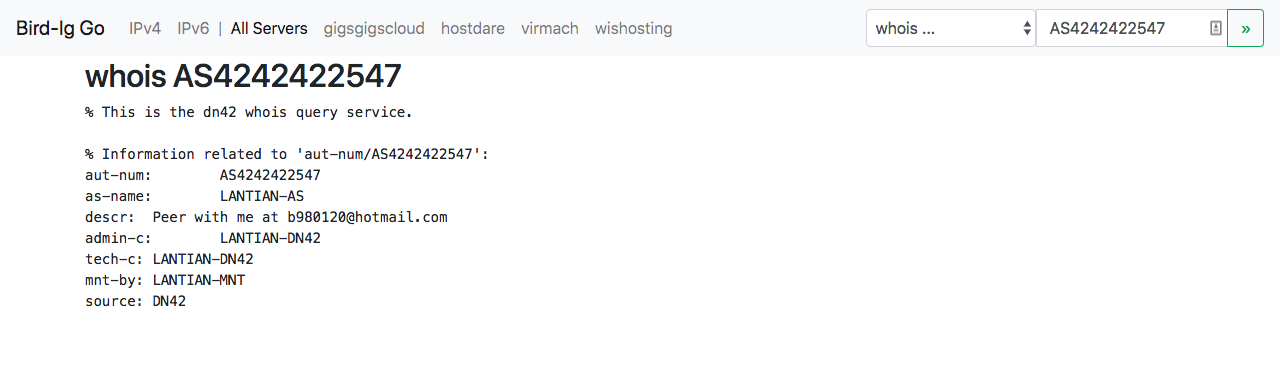 Bird-lg Go IPv4 IPv6 | All Servers gigsgigscloud hostdare virmach wishosting whois ... AS4242422547 »
whois AS4242422547
% This is the dn42 whois query service.
% Information related to 'aut-num/AS4242422547':
aut-num: AS4242422547
as-name: LANTIAN-AS
descr: Peer with me at b980120@hotmail.com
admin-c: LANTIAN-DN42
tech-c: LANTIAN-DN42
mnt-by: LANTIAN-MNT
source: DN42